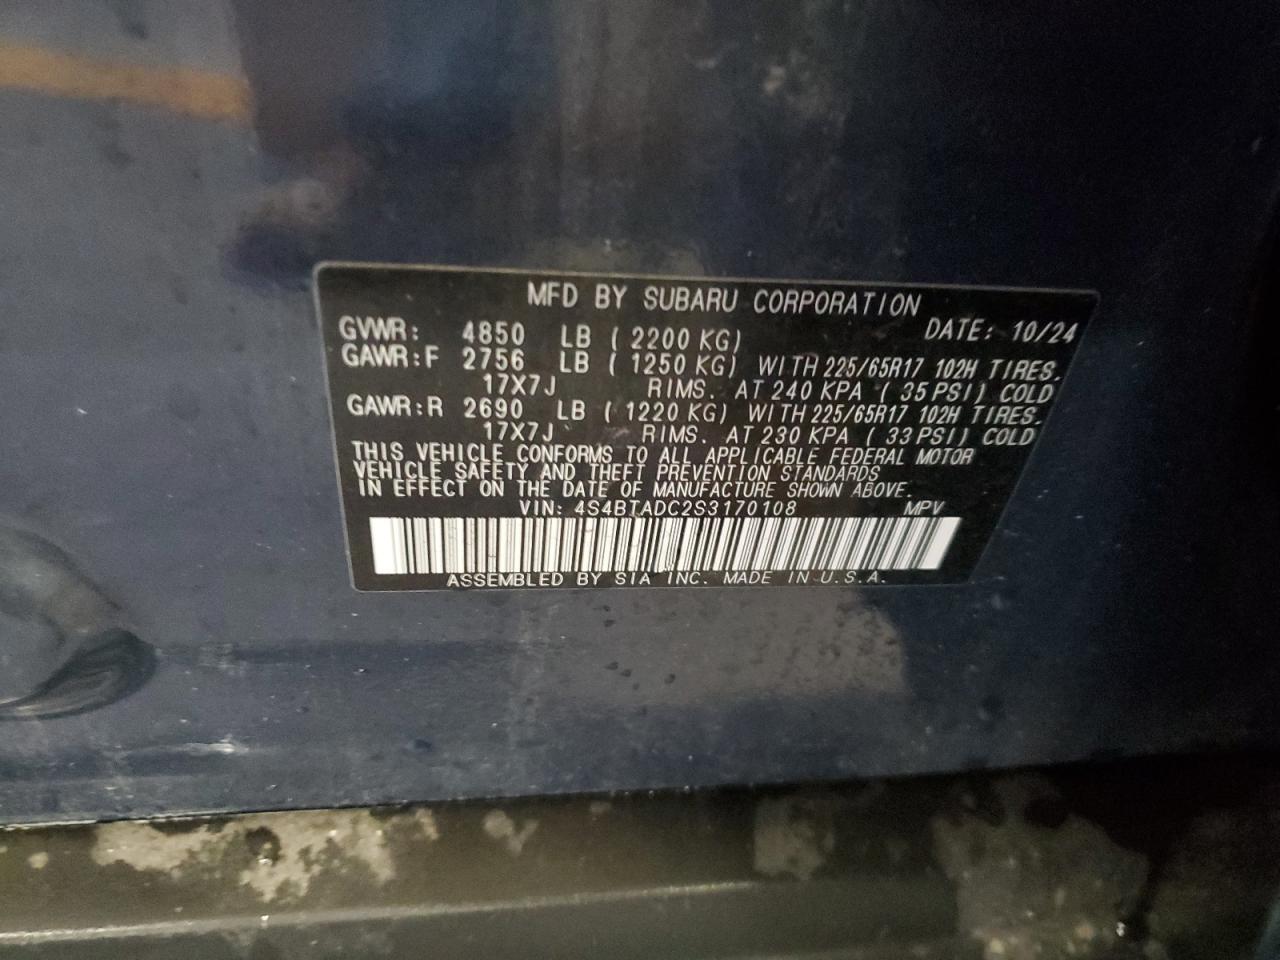 MFD BY SUBARU CORPORATION
GVWR: 4850 LB ( 2200 KG) DATE: 10/24
GAWR:F 2756 LB ( 1250 KG) WITH 225/65R17 102H TIRES.
17X7J RIMS. AT 240 KPA ( 35 PSI) COLD
GAWR:R 2690 LB ( 1220 KG) WITH 225/65R17 102H TIRES.
17X7J RIMS. AT 230 KPA ( 33 PSI) COLD
THIS VEHICLE CONFORMS TO ALL APPLICABLE FEDERAL MOTOR
VEHICLE SAFETY AND THEFT PREVENTION STANDARDS
IN EFFECT ON THE DATE OF MANUFACTURE SHOWN ABOVE.
VIN: 4S4BTADC2S3170108 MPV
ASSEMBLED BY SIA INC. MADE IN U.S.A.